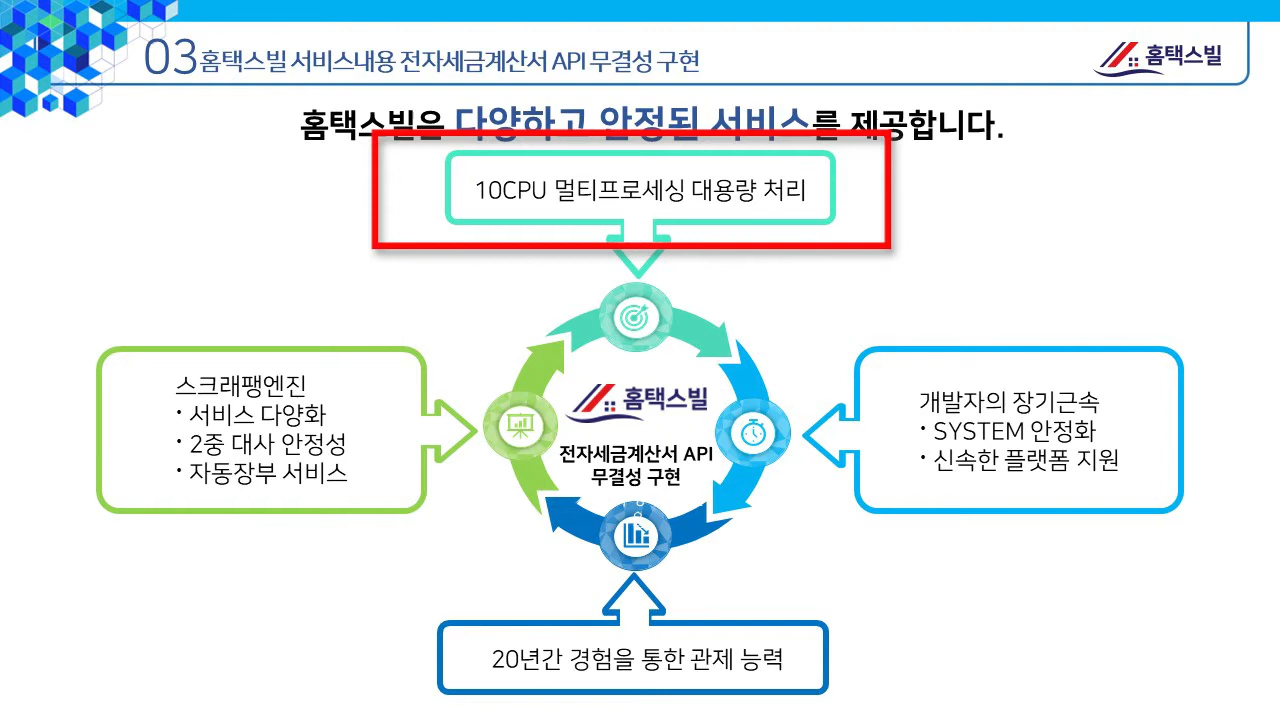 03 홈택스빌 서비스내용 전자세금계산서 API 무결성 구현
홈택스빌
홈택스빌은 다양하고 안정된 서비스를 제공합니다.
10CPU 멀티프로세싱 대용량 처리
스크래팽엔진
· 서비스 다양화
· 2중 대사 안정성
· 자동장부 서비스
홈택스빌
전자세금계산서 API
무결성 구현
개발자의 장기근속
· SYSTEM 안정화
· 신속한 플랫폼 지원
20년간 경험을 통한 관제 능력